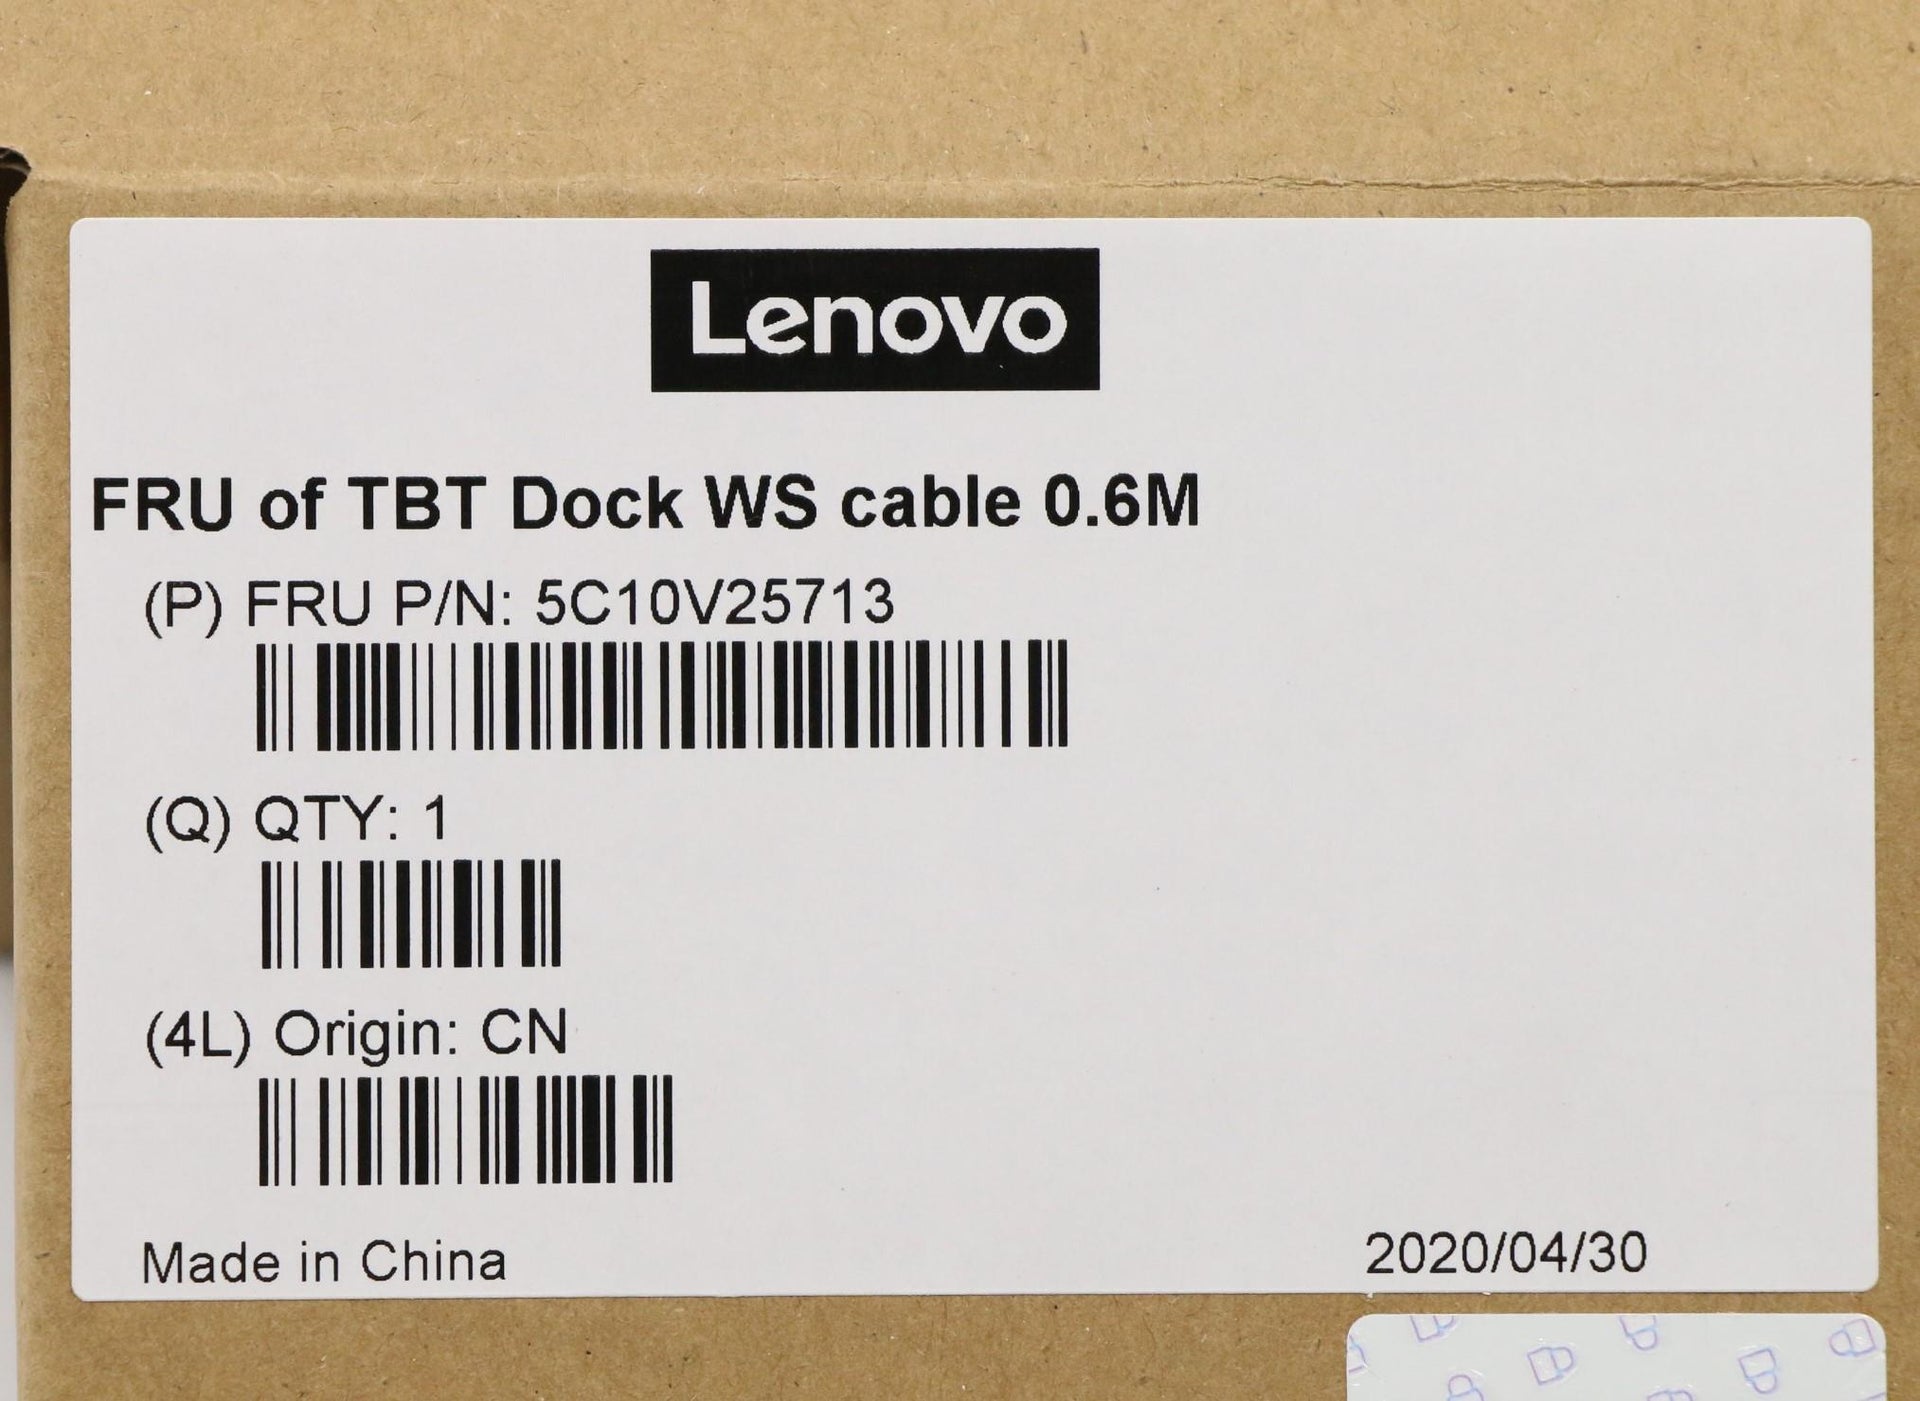 Lenovo
FRU of TBT Dock WS cable 0.6M
(P) FRU P/N: 5C10V25713
(Q) QTY: 1
(4L) Origin: CN
Made in China
2020/04/30